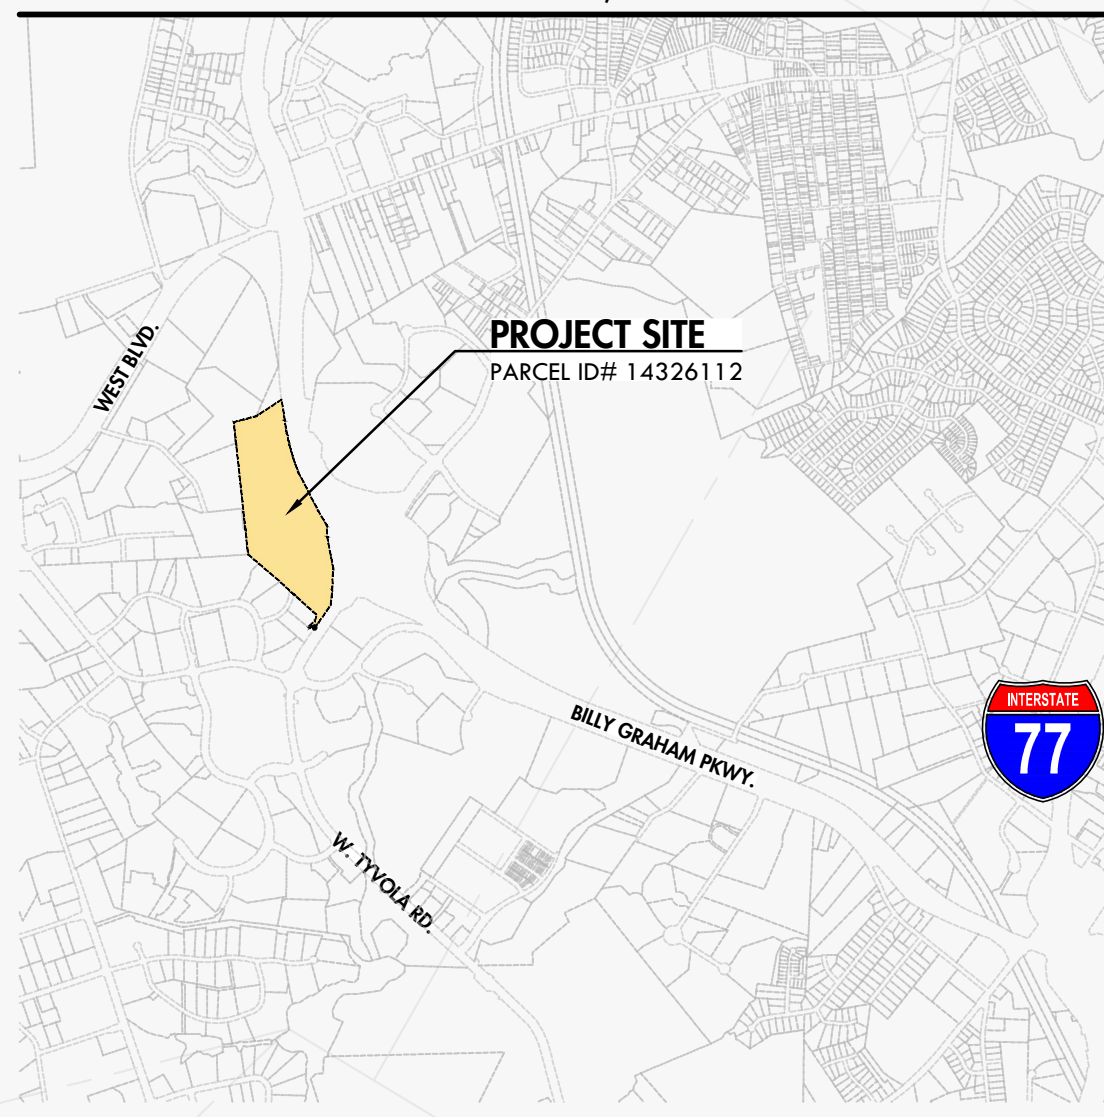 PROJECT SITE
PARCEL ID# 14326112
WEST BLVD.
INTERSTATE
77
BILLY GRAHAM PKWY.
W. TYVOLA RD.